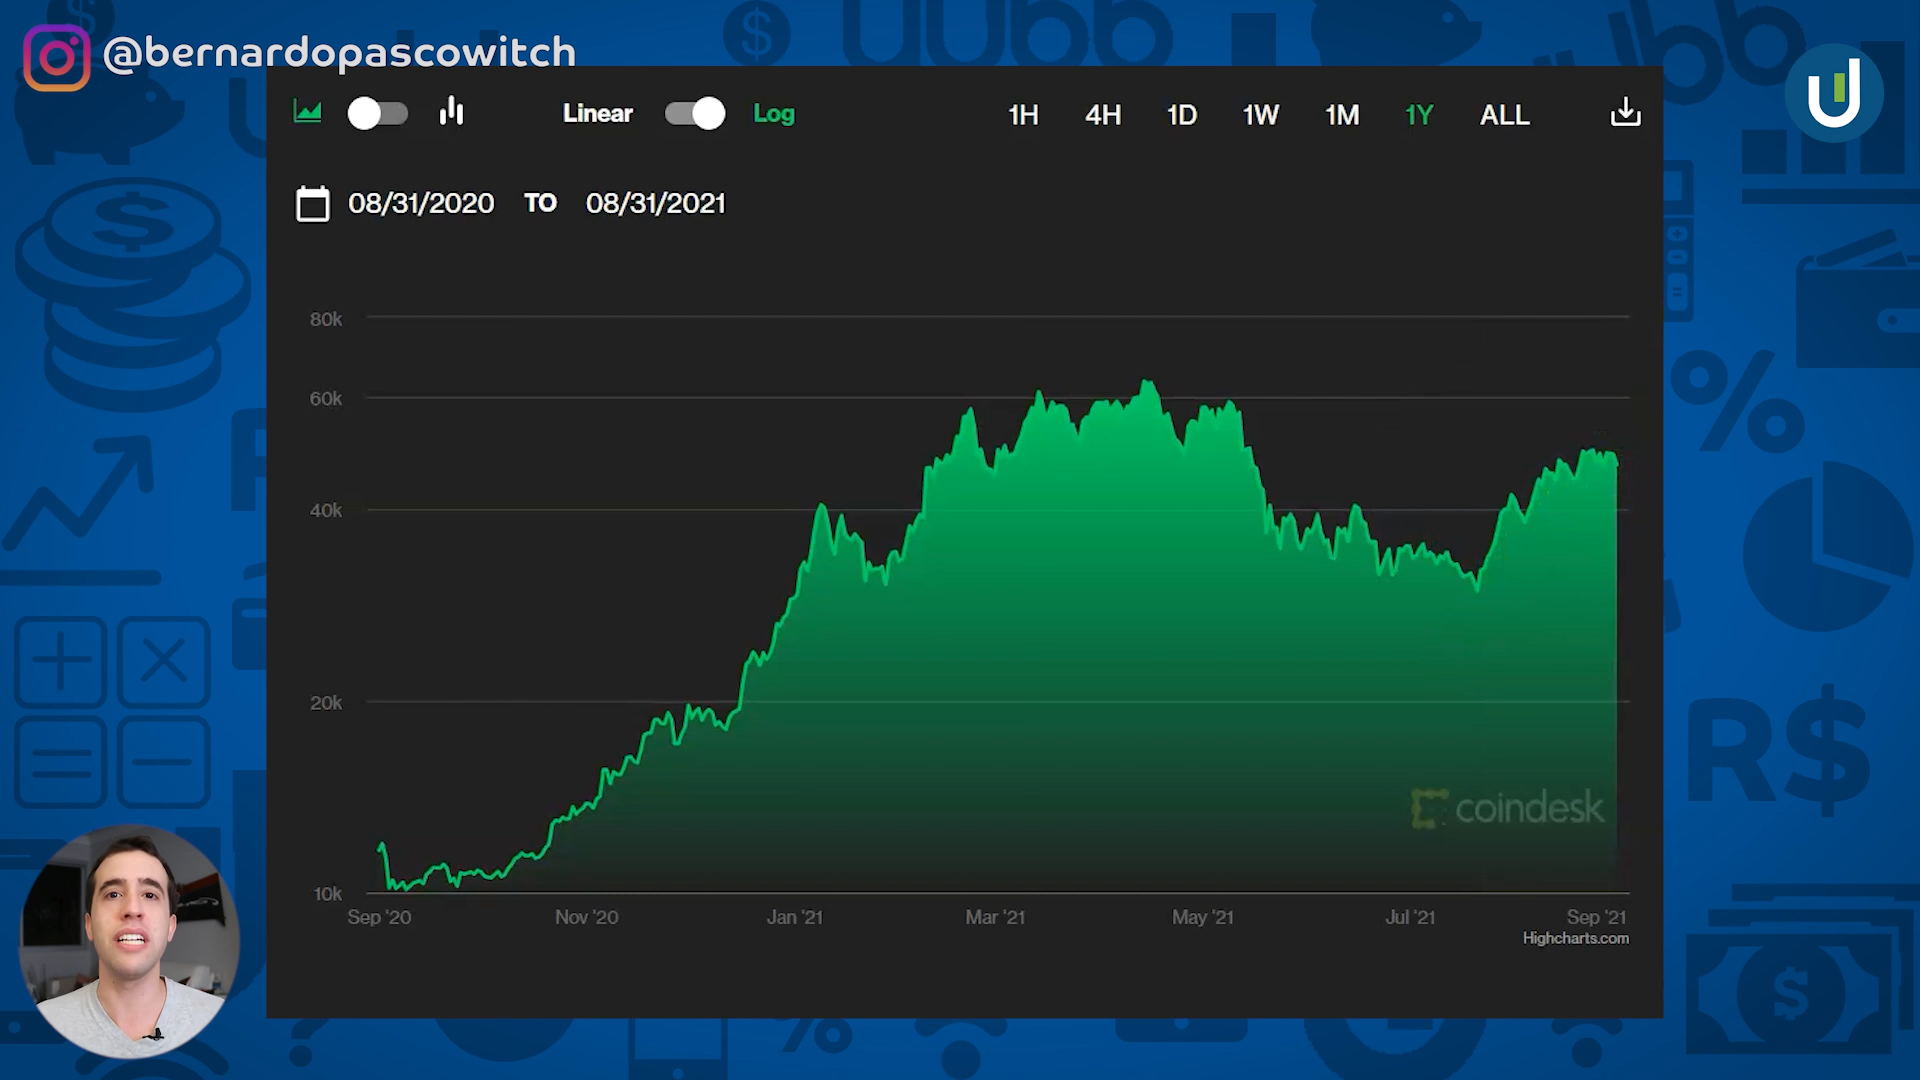 @bernardopascowitch
Linear Log 1H 4H 1D 1W 1M 1Y ALL
08/31/2020 TO 08/31/2021
80k
60k
40k
20k
10k
coindesk
Sep '20 Nov '20 Jan '21 Mar '21 May '21 Jul '21 Sep '21
Highcharts.com
R$